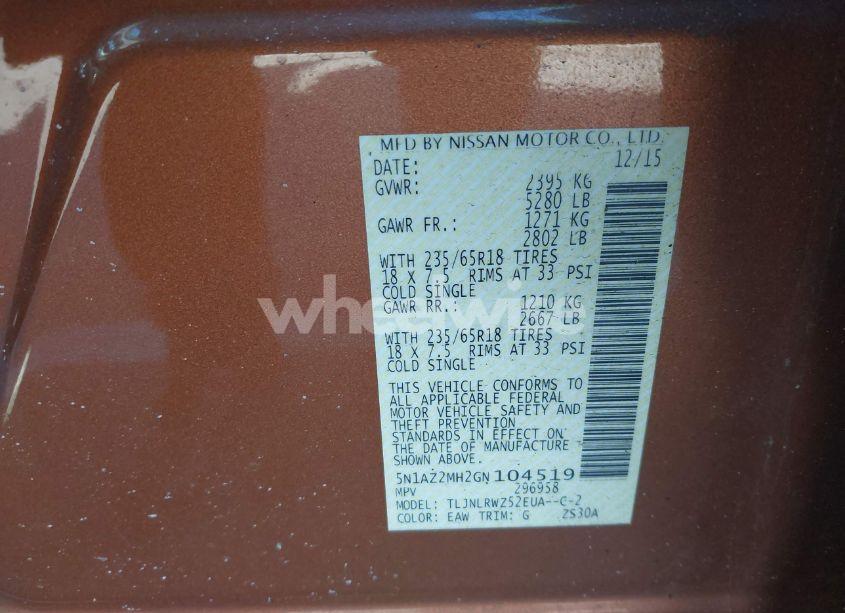 MFD BY NISSAN MOTOR CO., LTD.
DATE: 12/15
GVWR: 2395 KG
5280 LB
GAWR FR.: 1271 KG
2802 LB
WITH 235/65R18 TIRES
18 X 7.5 RIMS AT 33 PSI
COLD SINGLE
GAWR RR.: 1210 KG
2667 LB
WITH 235/65R18 TIRES
18 X 7.5 RIMS AT 33 PSI
COLD SINGLE
THIS VEHICLE CONFORMS TO
ALL APPLICABLE FEDERAL
MOTOR VEHICLE SAFETY AND
THEFT PREVENTION
STANDARDS IN EFFECT ON
THE DATE OF MANUFACTURE
SHOWN ABOVE.
5N1AZ2MH2GN104519
MPV 296958
MODEL: TLJNLRWZ52EUA--C-2
COLOR: EAW TRIM: G ZS30A